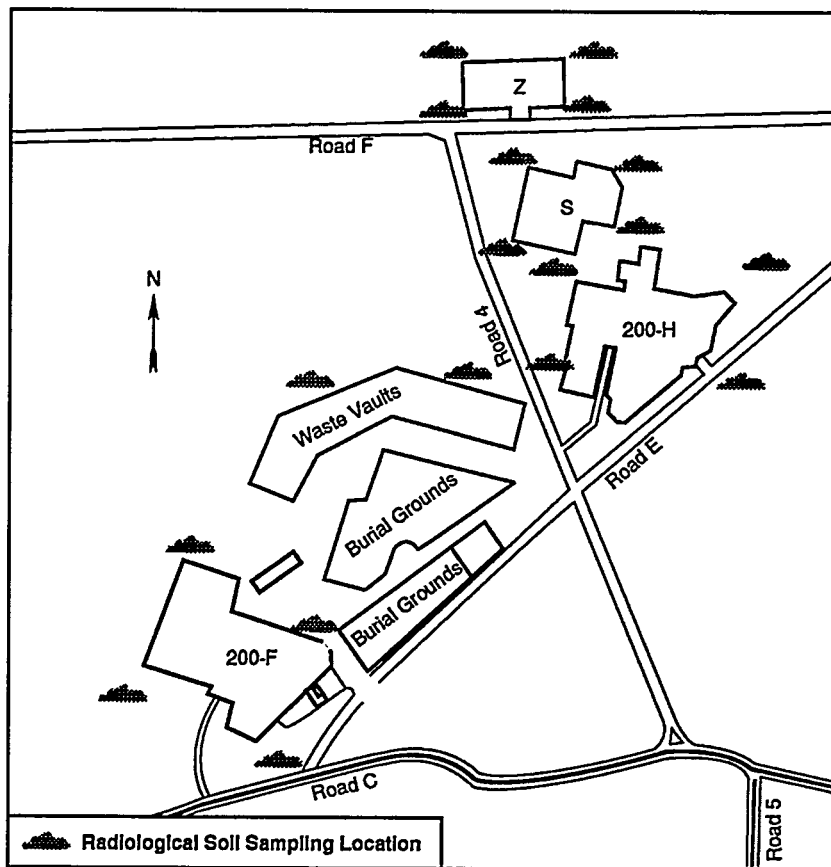 Z
Road F
S
N
200-H
Road 4
Waste Vaults
Road E
Burial Grounds
Burial Grounds
200-F
Road C
Road 5
Radiological Soil Sampling Location